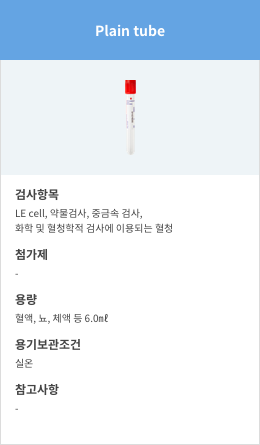 Plain tube
검사항목
LE cell, 약물검사, 중금속 검사,
화학 및 혈청학적 검사에 이용되는 혈청
첨가제
-
용량
혈액, 뇨, 체액 등 6.0㎖
용기보관조건
실온
참고사항
-